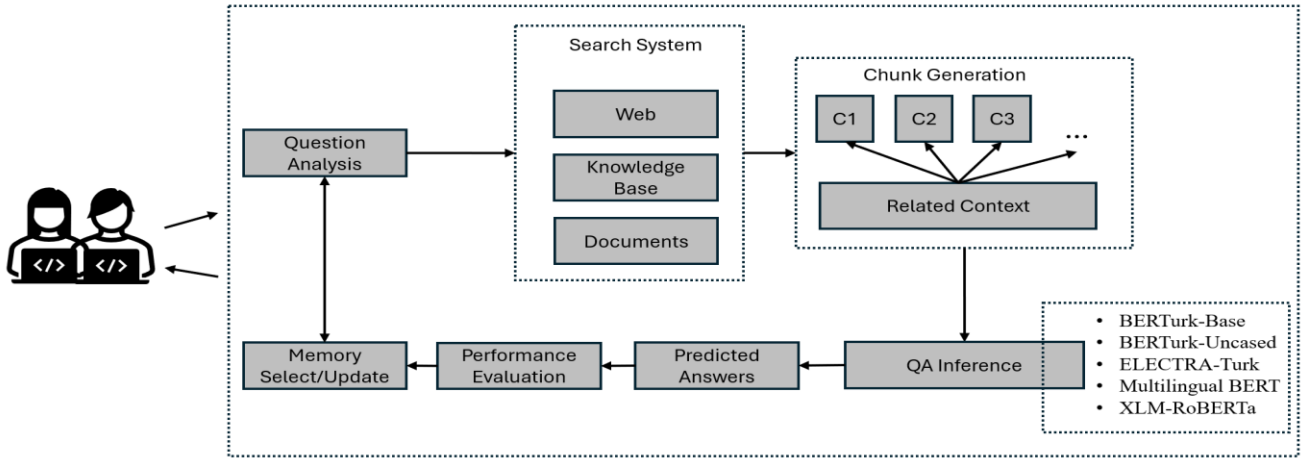 Search System
Web
Knowledge
Base
Documents
Chunk Generation
C1 C2 C3 ...
Related Context
Question
Analysis
</>
</>
Memory
Select/Update
Performance
Evaluation
Predicted
Answers
QA Inference
• BERTurk-Base
• BERTurk-Uncased
• ELECTRA-Turk
• Multilingual BERT
• XLM-RoBERTa